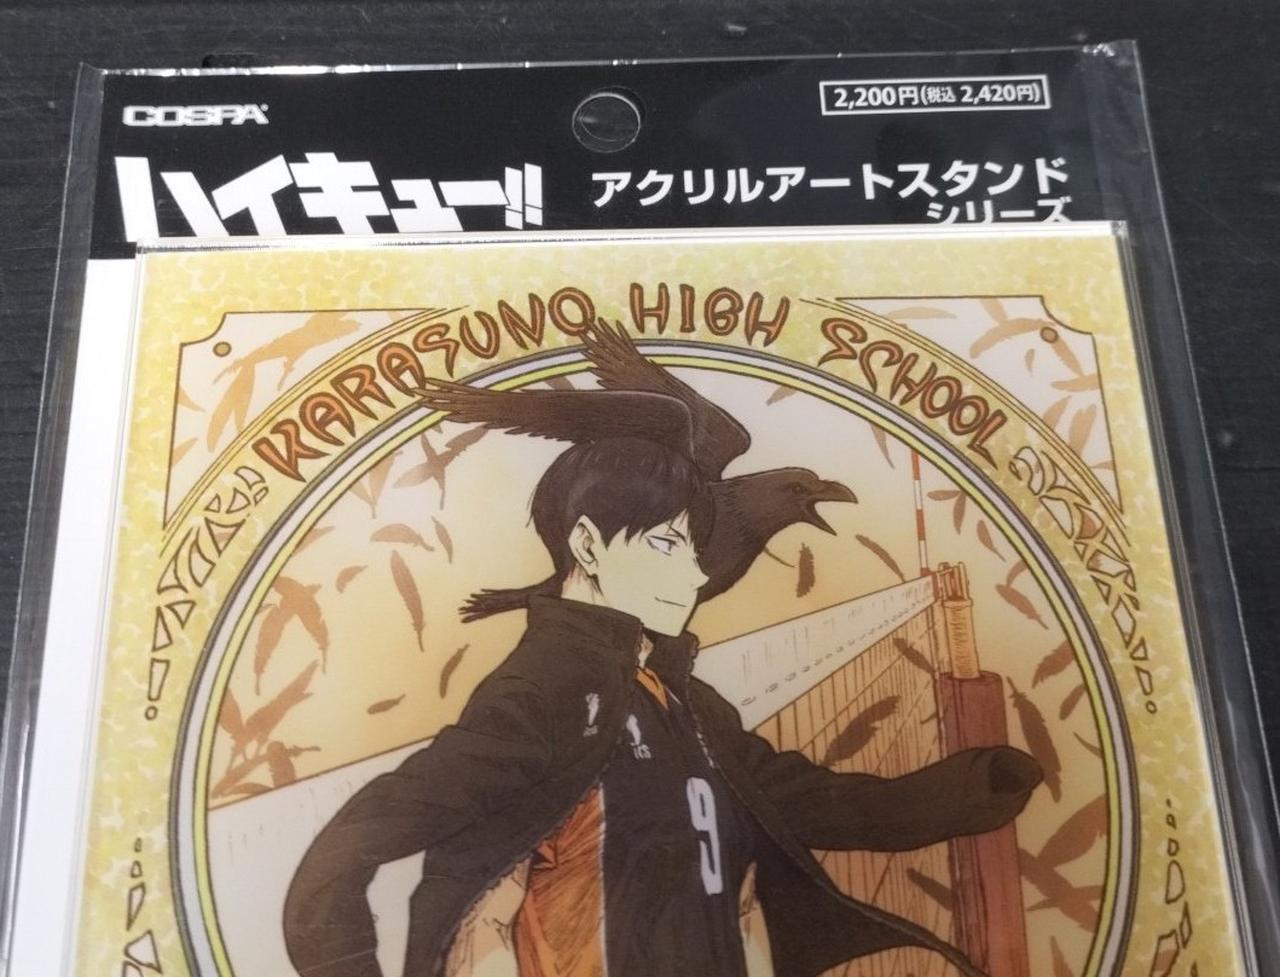 COSPA
2,200円(税込 2,420円)
ハイキュー!!
アクリルアートスタンド
シリーズ
KARASUNO HIGH SCHOOL
9